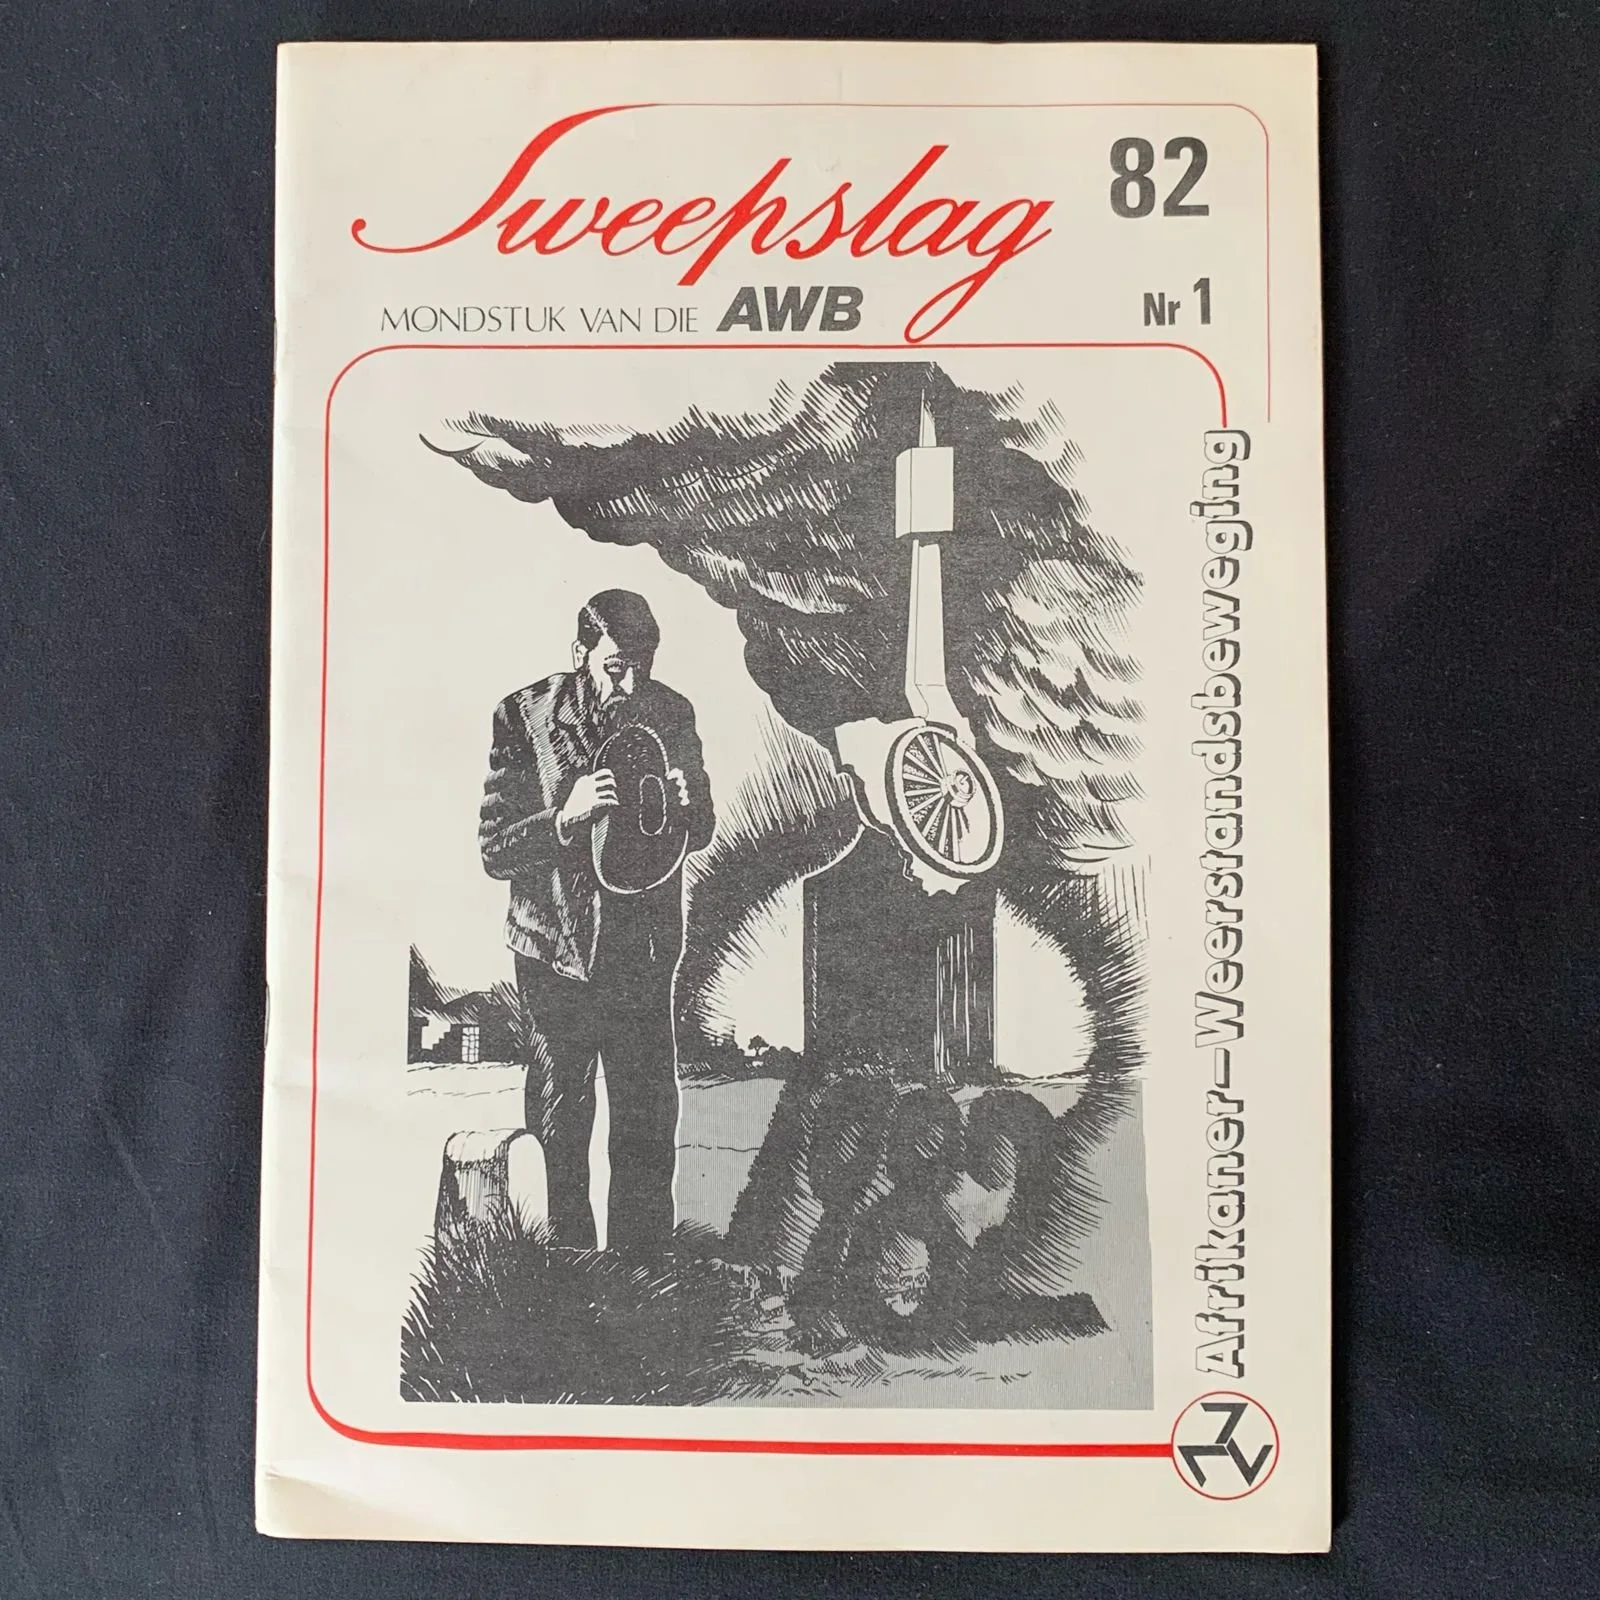 Sweepslag
82
MONDSTUK VAN DIE AWB
Nr 1
Afrikaner-Weerstandsbeweging